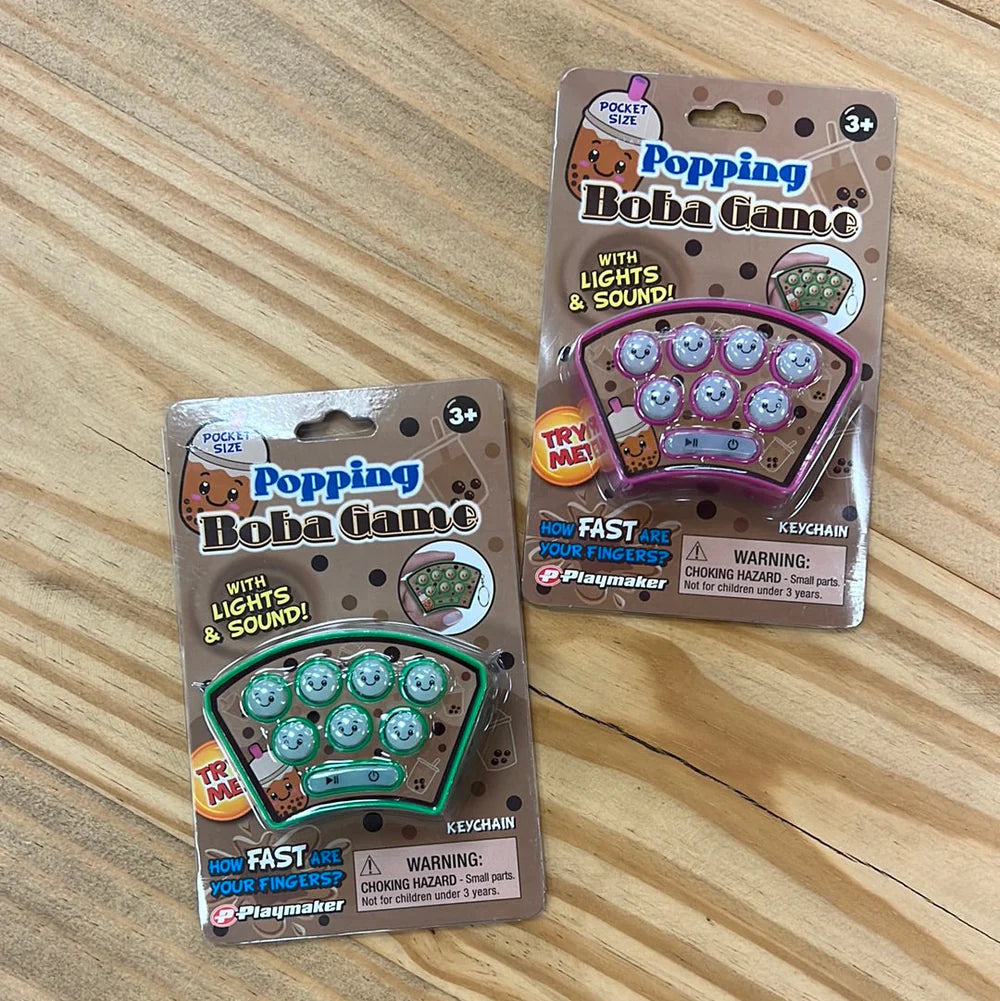 POCKET
SIZE
3+
Popping
Boba Game
WITH
LIGHTS
& SOUND!
TRY
ME!
HOW FAST ARE
YOUR FINGERS?
Playmaker
KEYCHAIN
WARNING:
CHOKING HAZARD - Small parts.
Not for children under 3 years.
POCKET
SIZE
3+
Popping
Boba Game
WITH
LIGHTS
& SOUND!
TR
ME
KEYCHAIN
HOW FAST ARE
YOUR FINGERS?
Playmaker
WARNING:
CHOKING HAZARD - Small parts.
Not for children under 3 years.